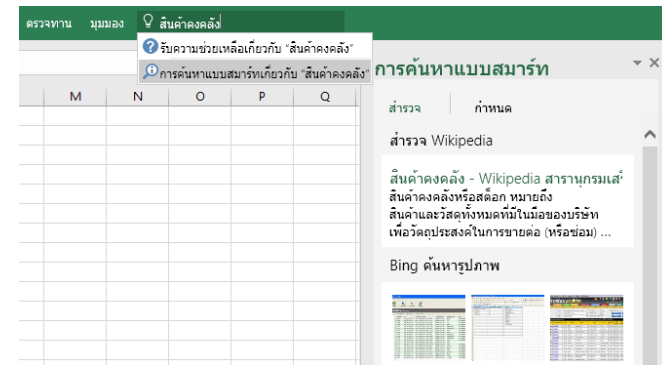 ตรวจทาน มุมมอง สินค้าคงคลัง
รับความช่วยเหลือเกี่ยวกับ "สินค้าคงคลัง"
การค้นหาแบบสมาร์ทเกี่ยวกับ "สินค้าคงคลัง"
M N O P Q
การค้นหาแบบสมาร์ท
สำรวจ กำหนด
สำรวจ Wikipedia
สินค้าคงคลัง - Wikipedia สารานุกรมเส
สินค้าคงคลังหรือสต็อก หมายถึง
สินค้าและวัสดุทั้งหมดที่มีในมือของบริษัท
เพื่อวัตถุประสงค์ในการขายต่อ (หรือซ่อม) ...
Bing ค้นหารูปภาพ